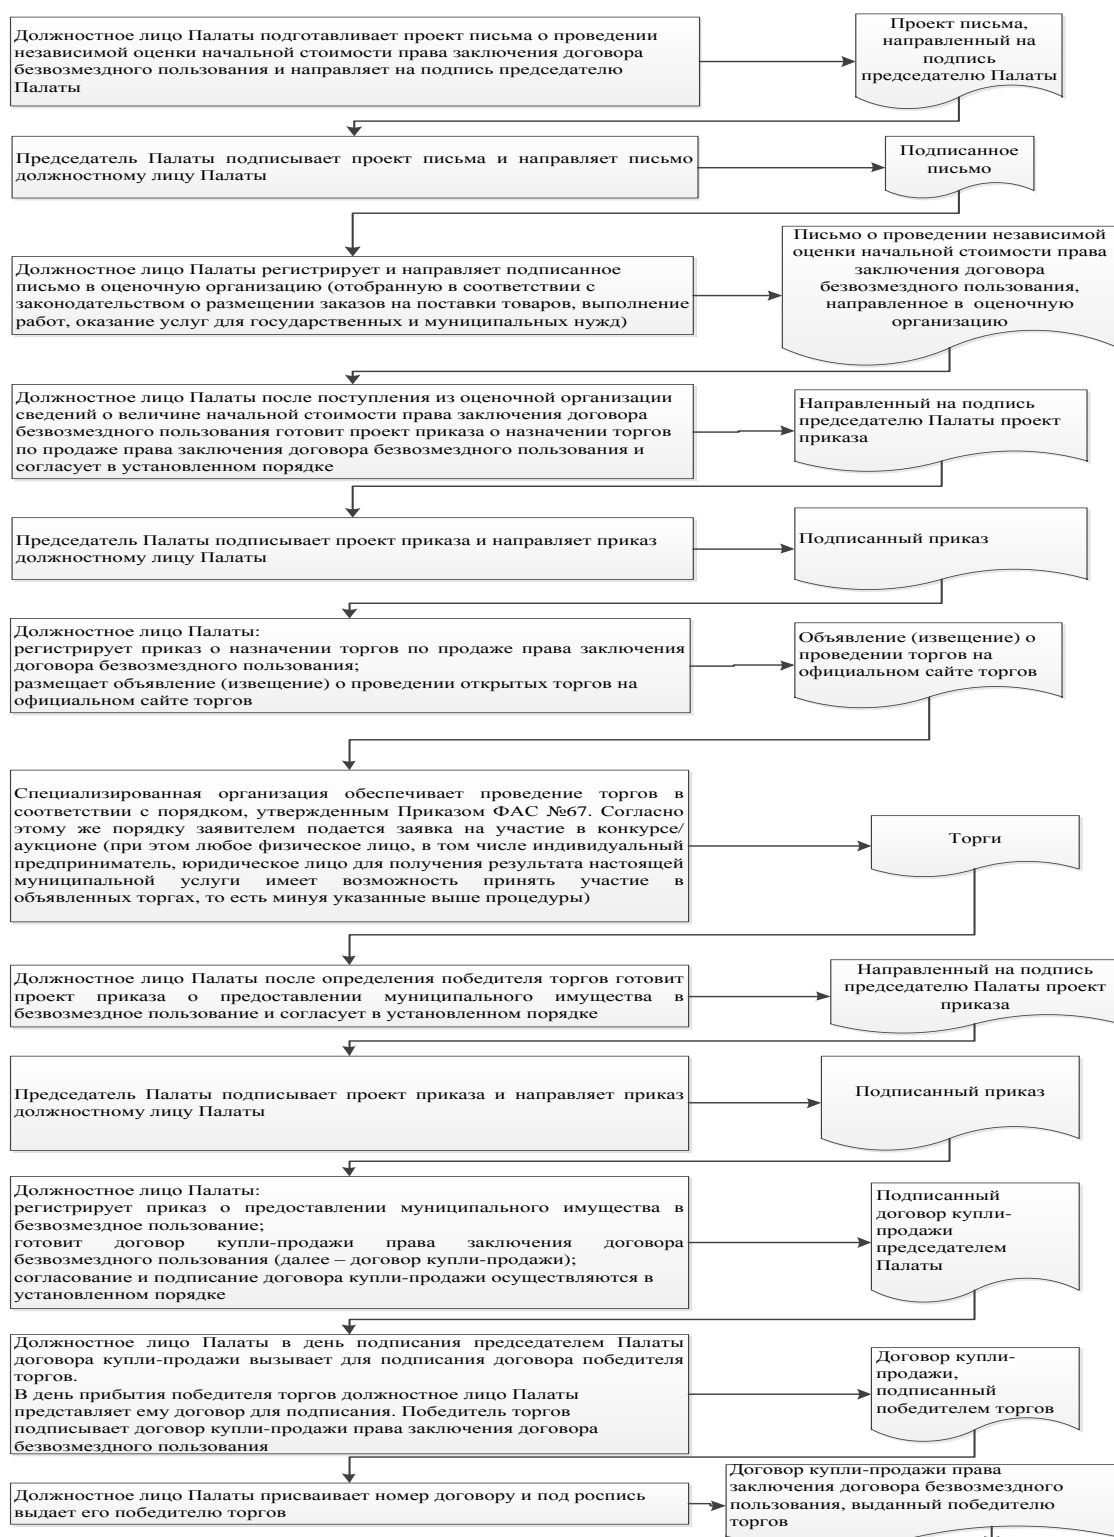 Должностное лицо Палаты подготавливает проект письма о проведении
независимой оценки начальной стоимости права заключения договора
безвозмездного пользования и направляет на подпись председателю
Палаты
Проект письма,
направленный на
подпись
председателю Палаты
Председатель Палаты подписывает проект письма и направляет письмо
должностному лицу Палаты
Подписанное
письмо
Должностное лицо Палаты регистрирует и направляет подписанное
письмо в оценочную организацию (отобранную в соответствии с
законодательством о размещении заказов на поставки товаров, выполнение
работ, оказание услуг для государственных и муниципальных нужд)
Письмо о проведении независимой
оценки начальной стоимости права
заключения договора
безвозмездного пользования,
направленное в оценочную
организацию
Должностное лицо Палаты после поступления из оценочной организации
сведений о величине начальной стоимости права заключения договора
безвозмездного пользования готовит проект приказа о назначении торгов
по продаже права заключения договора безвозмездного пользования и
согласует в установленном порядке
Направленный на подпись
председателю Палаты проект
приказа
Председатель Палаты подписывает проект приказа и направляет приказ
должностному лицу Палаты
Подписанный приказ
Должностное лицо Палаты:
регистрирует приказ о назначении торгов по продаже права заключения
договора безвозмездного пользования;
размещает объявление (извещение) о проведении открытых торгов на
официальном сайте торгов
Объявление (извещение) о
проведении торгов на
официальном сайте торгов
Специализированная организация обеспечивает проведение торгов в
соответствии с порядком, утвержденным Приказом ФАС №67. Согласно
этому же порядку заявителем подается заявка на участие в конкурсе/
аукционе (при этом любое физическое лицо, в том числе индивидуальный
предприниматель, юридическое лицо для получения результата настоящей
муниципальной услуги имеет возможность принять участие в
объявленных торгах, то есть минуя указанные выше процедуры)
Торги
Должностное лицо Палаты после определения победителя торгов готовит
проект приказа о предоставлении муниципального имущества в
безвозмездное пользование и согласует в установленном порядке
Направленный на подпись
председателю Палаты проект
приказа
Председатель Палаты подписывает проект приказа и направляет приказ
должностному лицу Палаты
Подписанный приказ
Должностное лицо Палаты:
регистрирует приказ о предоставлении муниципального имущества в
безвозмездное пользование;
готовит договор купли-продажи права заключения договора
безвозмездного пользования (далее – договор купли-продажи);
согласование и подписание договора купли-продажи осуществляются в
установленном порядке
Подписанный
договор купли-
продажи
председателем
Палаты
Должностное лицо Палаты в день подписания председателем Палаты
договора купли-продажи вызывает для подписания договора победителя
торгов.
В день прибытия победителя торгов должностное лицо Палаты
представляет ему договор для подписания. Победитель торгов
подписывает договор купли-продажи права заключения договора
безвозмездного пользования
Договор купли-
продажи,
подписанный
победителем торгов
Должностное лицо Палаты присваивает номер договору и под роспись
выдает его победителю торгов
Договор купли-продажи права
заключения договора безвозмездного
пользования, выданный победителю
торгов